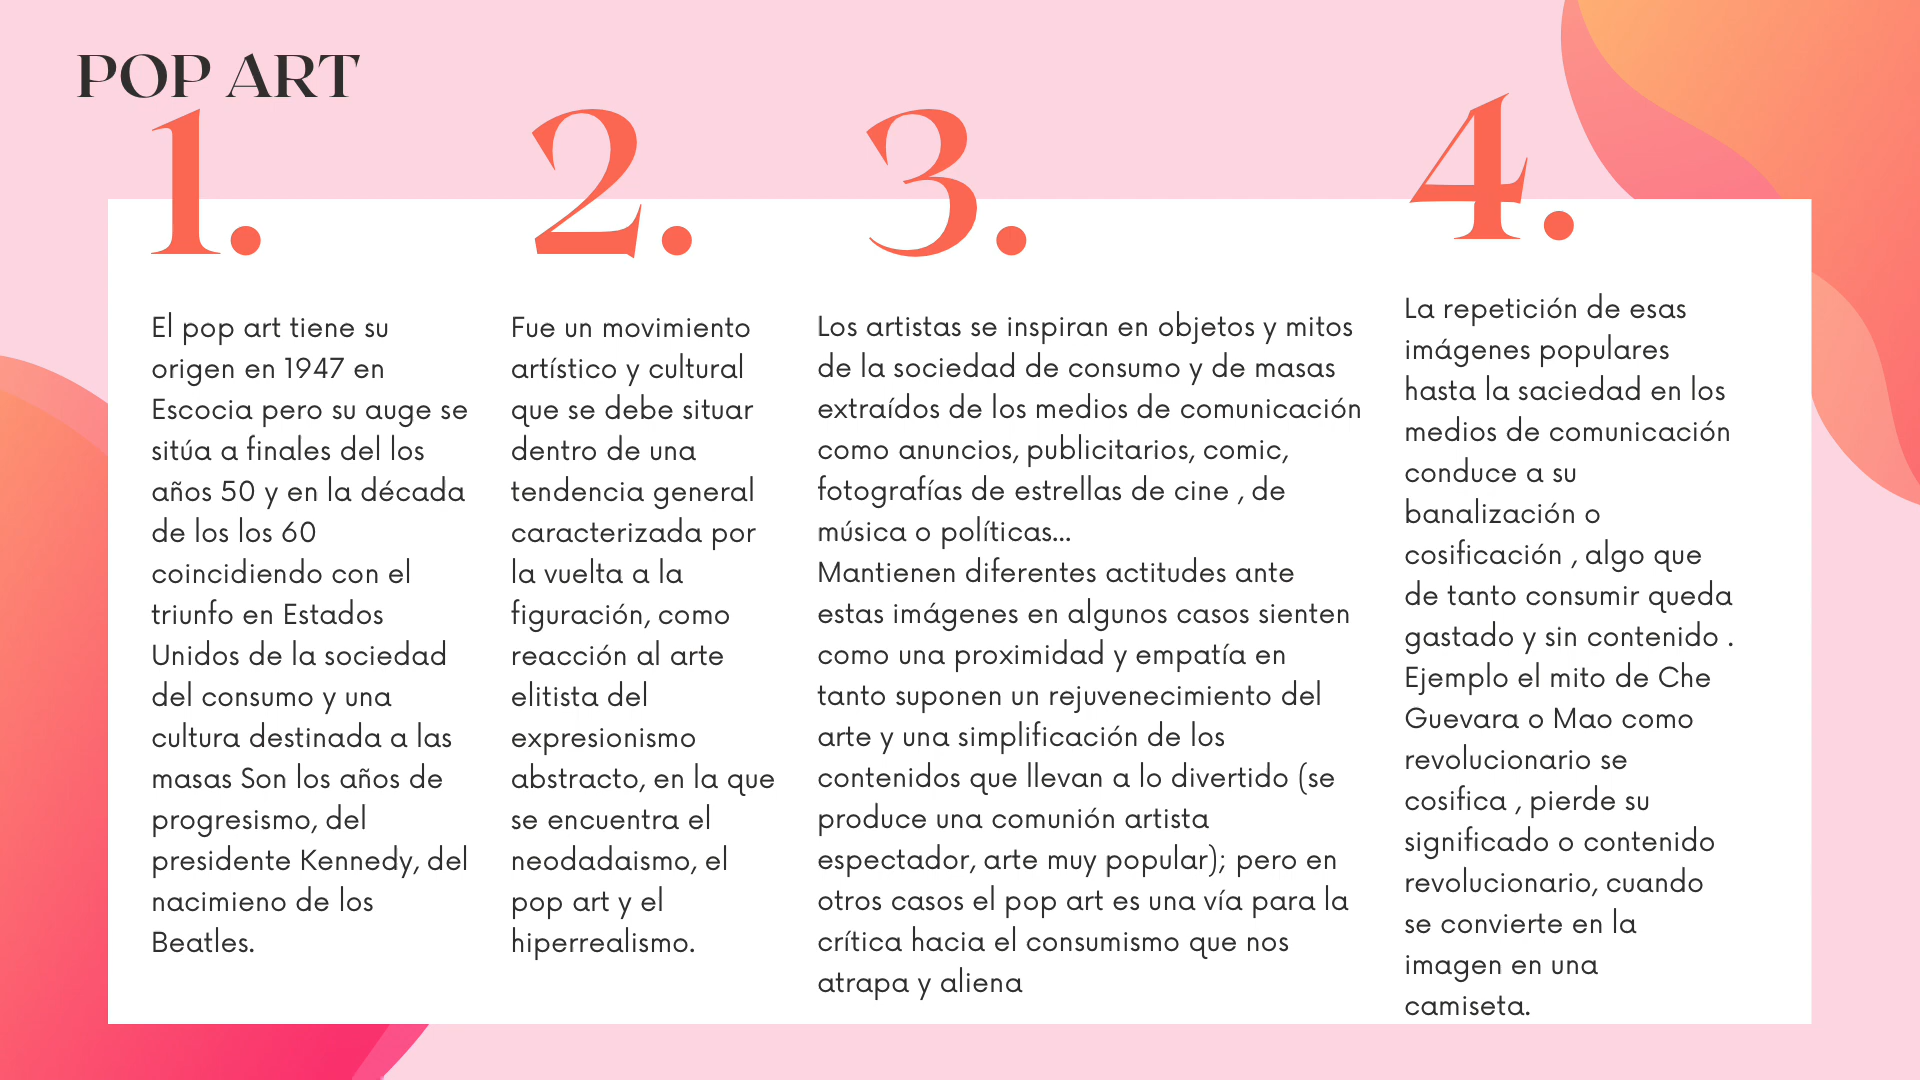 POP ART
1.
El pop art tiene su
origen en 1947 en
Escocia pero su auge se
sitúa a finales del los
años 50 y en la década
de los los 60
coincidiendo con el
triunfo en Estados
Unidos de la sociedad
del consumo y una
cultura destinada a las
masas Son los años de
progresismo, del
presidente Kennedy, del
nacimieno de los
Beatles.
2.
Fue un movimiento
artístico y cultural
que se debe situar
dentro de una
tendencia general
caracterizada por
la vuelta a la
figuración, como
reacción al arte
elitista del
expresionismo
abstracto, en la que
se encuentra el
neodadaismo, el
pop art y el
hiperrealismo.
3.
Los artistas se inspiran en objetos y mitos
de la sociedad de consumo y de masas
extraídos de los medios de comunicación
como anuncios, publicitarios, comic,
fotografías de estrellas de cine , de
música o políticas...
Mantienen diferentes actitudes ante
estas imágenes en algunos casos sienten
como una proximidad y empatía en
tanto suponen un rejuvenecimiento del
arte y una simplificación de los
contenidos que llevan a lo divertido (se
produce una comunión artista
espectador, arte muy popular); pero en
otros casos el pop art es una vía para la
crítica hacia el consumismo que nos
atrapa y aliena
4.
La repetición de esas
imágenes populares
hasta la saciedad en los
medios de comunicación
conduce a su
banalización o
cosificación , algo que
de tanto consumir queda
gastado y sin contenido .
Ejemplo el mito de Che
Guevara o Mao como
revolucionario se
cosifica , pierde su
significado o contenido
revolucionario, cuando
se convierte en la
imagen en una
camiseta.